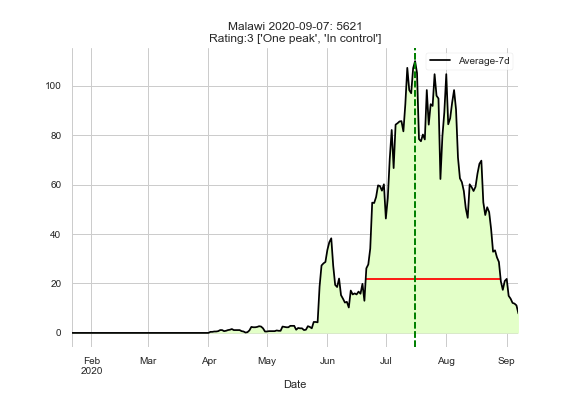 Malawi 2020-09-07: 5621
Rating:3 ['One peak', 'In control']
Average-7d
100
80
60
40
20
0
Feb
2020
Mar
Apr
May
Jun
Jul
Aug
Sep
Date